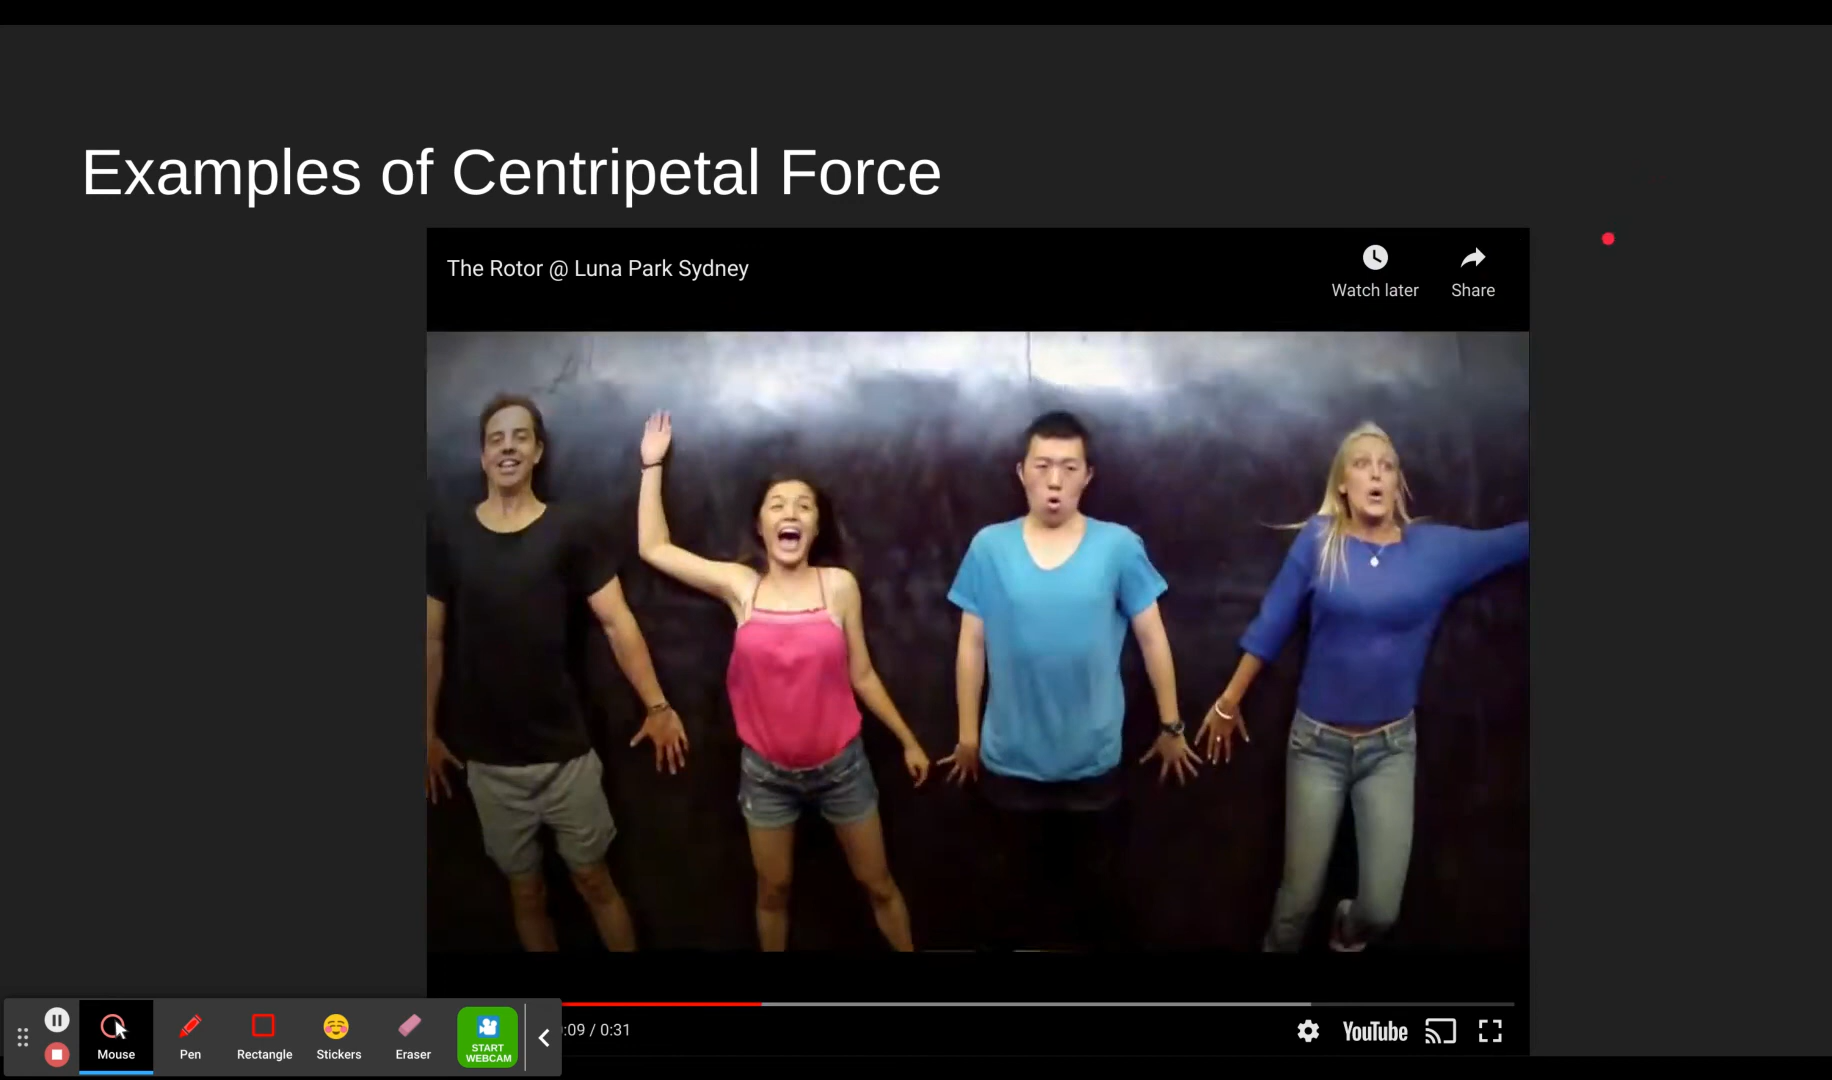 Examples of Centripetal Force
The Rotor @ Luna Park Sydney
Watch later
Share
:09 / 0:31
YouTube
Mouse
Pen
Rectangle
Stickers
Eraser
START
WEBCAM